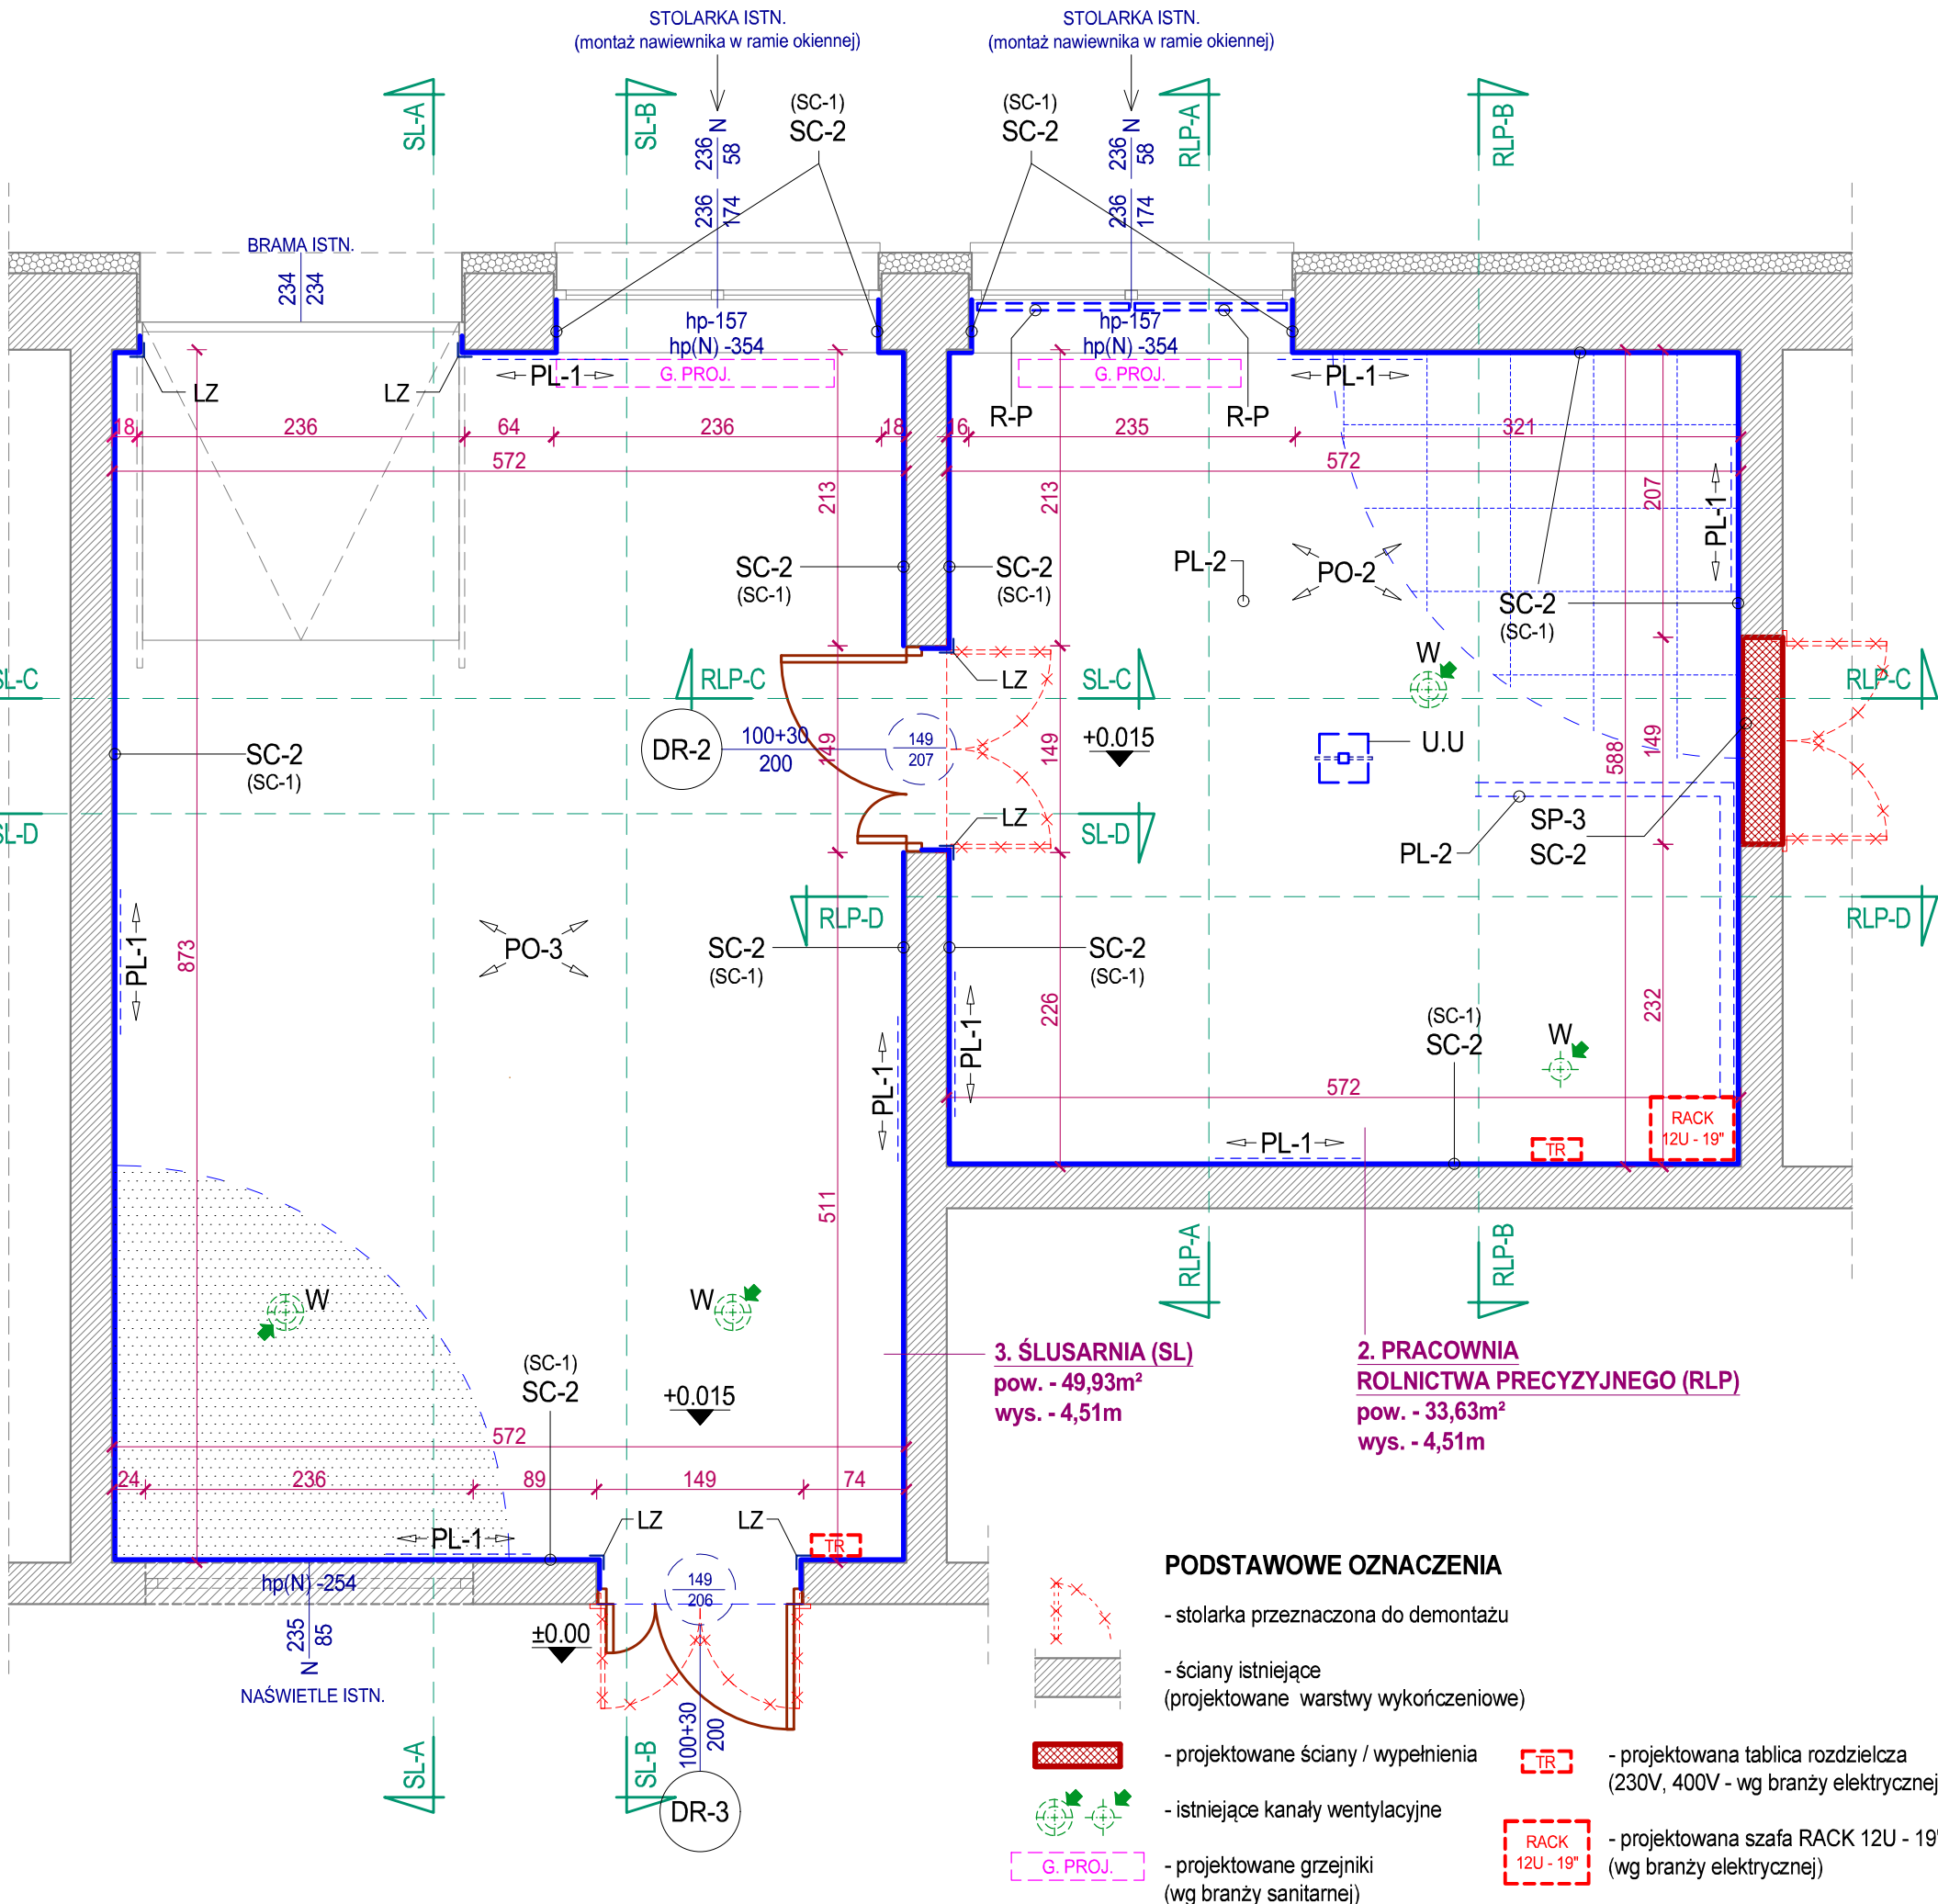 STOLARKA ISTN.
(montaż nawiewnika w ramie okiennej)
STOLARKA ISTN.
(montaż nawiewnika w ramie okiennej)
SL-A
SL-B
RLP-A
RLP-B
N
236
58
236
174
N
236
58
236
174
(SC-1)
SC-2
(SC-1)
SC-2
BRAMA ISTN.
234
234
hp-157
hp(N) -354
hp-157
hp(N) -354
G. PROJ.
G. PROJ.
LZ
LZ
PL-1
PL-1
R-P
R-P
18
236
64
236
18
16
235
321
572
572
213
213
207
PL-1
SC-2
(SC-1)
SC-2
(SC-1)
PL-2
PO-2
SC-2
(SC-1)
W
SL-C
RLP-C
LZ
SL-C
RLP-C
DR-2
100+30
200
149
149
207
149
+0.015
U.U
588
149
SC-2
(SC-1)
SL-D
LZ
SL-D
SP-3
SC-2
PL-2
RLP-D
RLP-D
PL-1
873
PO-3
SC-2
(SC-1)
SC-2
(SC-1)
226
232
PL-1
PL-1
(SC-1)
SC-2
W
572
RACK
12U - 19"
TR
PL-1
511
RLP-A
RLP-B
W
W
3. ŚLUSARNIA (SL)
pow. - 49,93m²
wys. - 4,51m
2. PRACOWNIA
ROLNICTWA PRECYZYJNEGO (RLP)
pow. - 33,63m²
wys. - 4,51m
(SC-1)
SC-2
+0.015
572
24
236
89
149
74
LZ
LZ
PL-1
TR
hp(N) -254
149
206
±0.00
235
85
N
NAŚWIETLE ISTN.
100+30
200
SL-A
SL-B
DR-3
PODSTAWOWE OZNACZENIA
- stolarka przeznaczona do demontażu
- ściany istniejące
(projektowane warstwy wykończeniowe)
- projektowane ściany / wypełnienia
TR
- projektowana tablica rozdzielcza
(230V, 400V - wg branży elektrycznej
- istniejące kanały wentylacyjne
RACK
12U - 19"
- projektowana szafa RACK 12U - 19"
(wg branży elektrycznej)
G. PROJ.
- projektowane grzejniki
(wg branży sanitarnej)